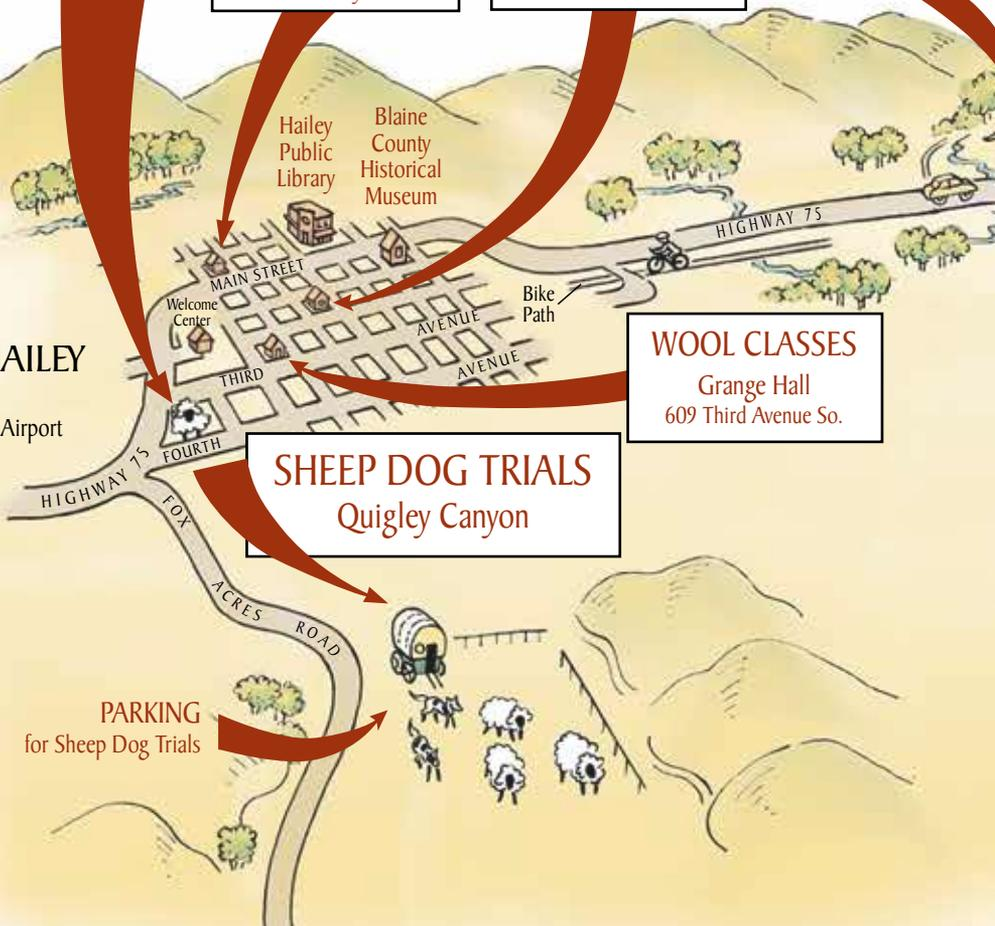 Hailey
Public
Library
Blaine
County
Historical
Museum
HIGHWAY 75
MAIN STREET
Welcome
Center
Bike
Path
AVENUE
THIRD
AVENUE
AILEY
Airport
WOOL CLASSES
Grange Hall
609 Third Avenue So.
FOURTH
HIGHWAY 75
SHEEP DOG TRIALS
Quigley Canyon
FOX
ACRES
ROAD
PARKING
for Sheep Dog Trials